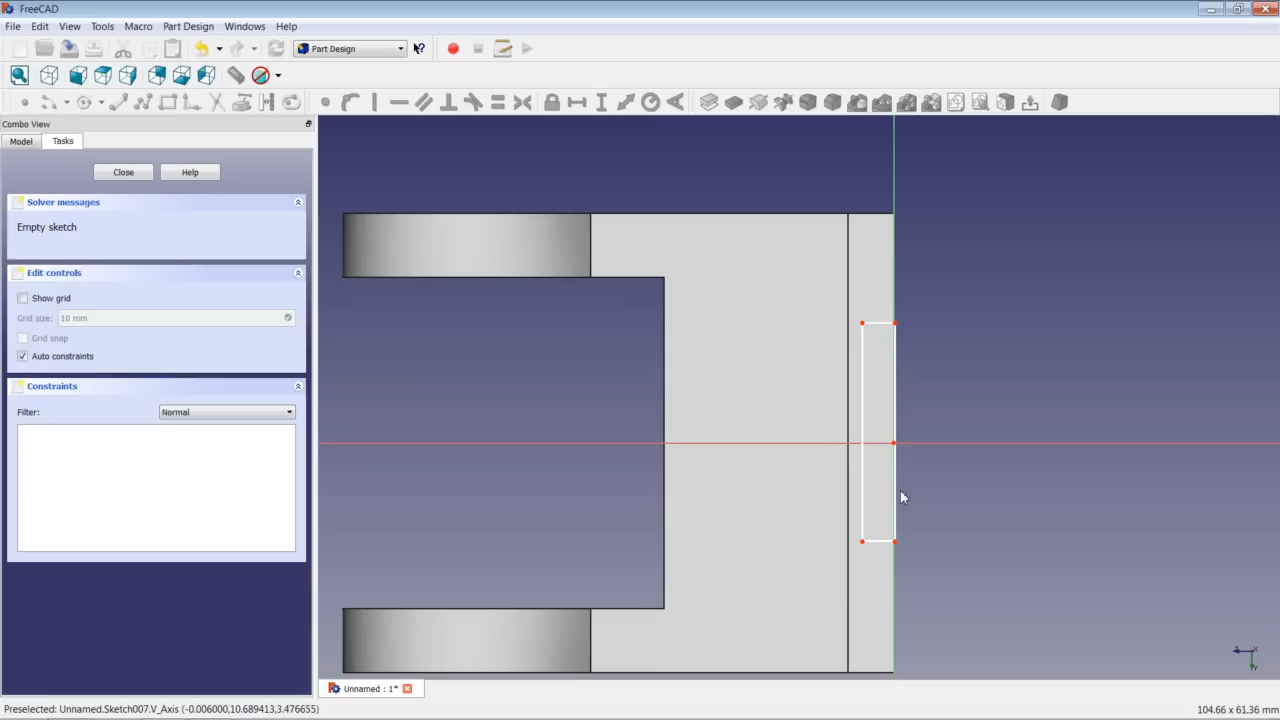 FreeCAD
File Edit View Tools Macro Part Design Windows Help
Part Design
Combo View
Model Tasks
Close Help
Solver messages
Empty sketch
Edit controls
Show grid
Grid size: 10 mm
Grid snap
Auto constraints
Constraints
Filter: Normal
Unnamed : 1*
Preselected: Unnamed.Sketch007.V_Axis (-0.006000,10.689413,3.476655)
104.66 x 61.36 mm